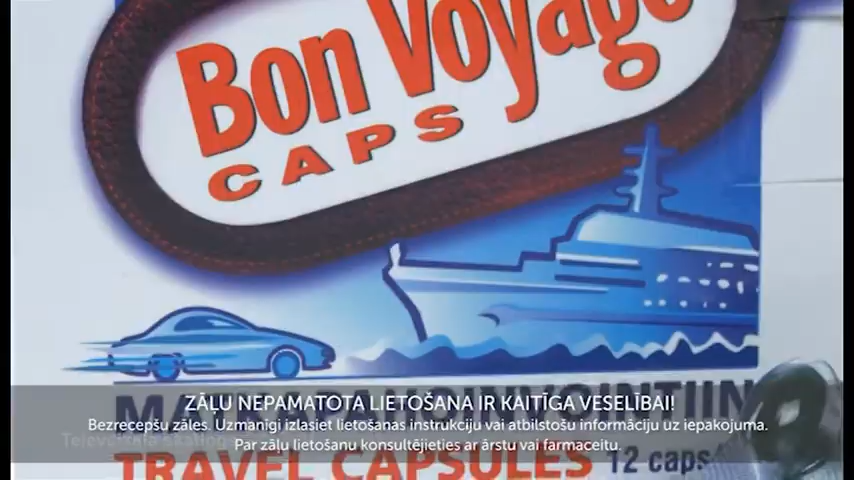 Bon Voyage
CAPS
MATKAPAHOINVOINTIIN
ZĀĻU NEPAMATOTA LIETOŠANA IR KAITĪGA VESELĪBAI!
Bezrecepšu zāles. Uzmanīgi izlasiet lietošanas instrukciju vai atbilstošu informāciju uz iepakojuma.
Par zāļu lietošanu konsultējieties ar ārstu vai farmaceitu.
TRAVEL CAPSULES 12 caps